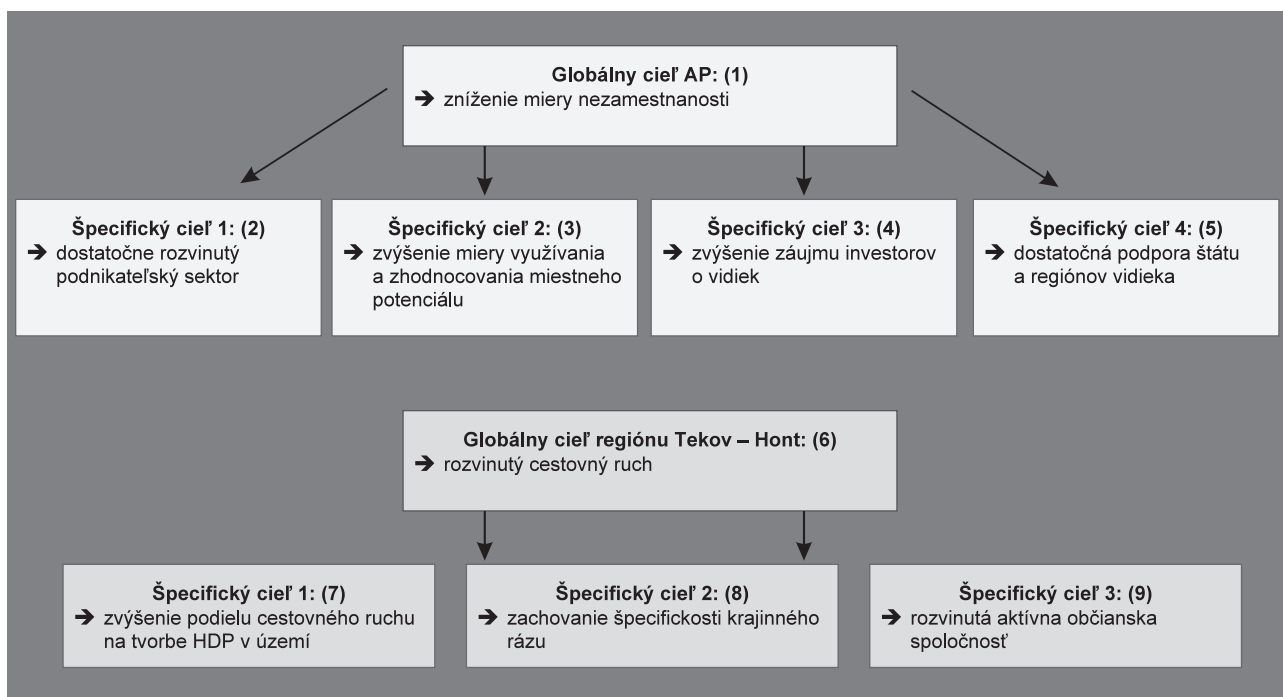 Globálny cieľ AP: (1)
➔ zníženie miery nezamestnanosti
Špecifický cieľ 1: (2)
➔ dostatočne rozvinutý
podnikateľský sektor
Špecifický cieľ 2: (3)
➔ zvýšenie miery využívania
a zhodnocovania miestneho
potenciálu
Špecifický cieľ 3: (4)
➔ zvýšenie záujmu investorov
o vidiek
Špecifický cieľ 4: (5)
➔ dostatočná podpora štátu
a regiónov vidieka
Globálny cieľ regiónu Tekov – Hont: (6)
➔ rozvinutý cestovný ruch
Špecifický cieľ 1: (7)
➔ zvýšenie podielu cestovného ruchu
na tvorbe HDP v území
Špecifický cieľ 2: (8)
➔ zachovanie špecifickosti krajinného
rázu
Špecifický cieľ 3: (9)
➔ rozvinutá aktívna občianska
spoločnosť